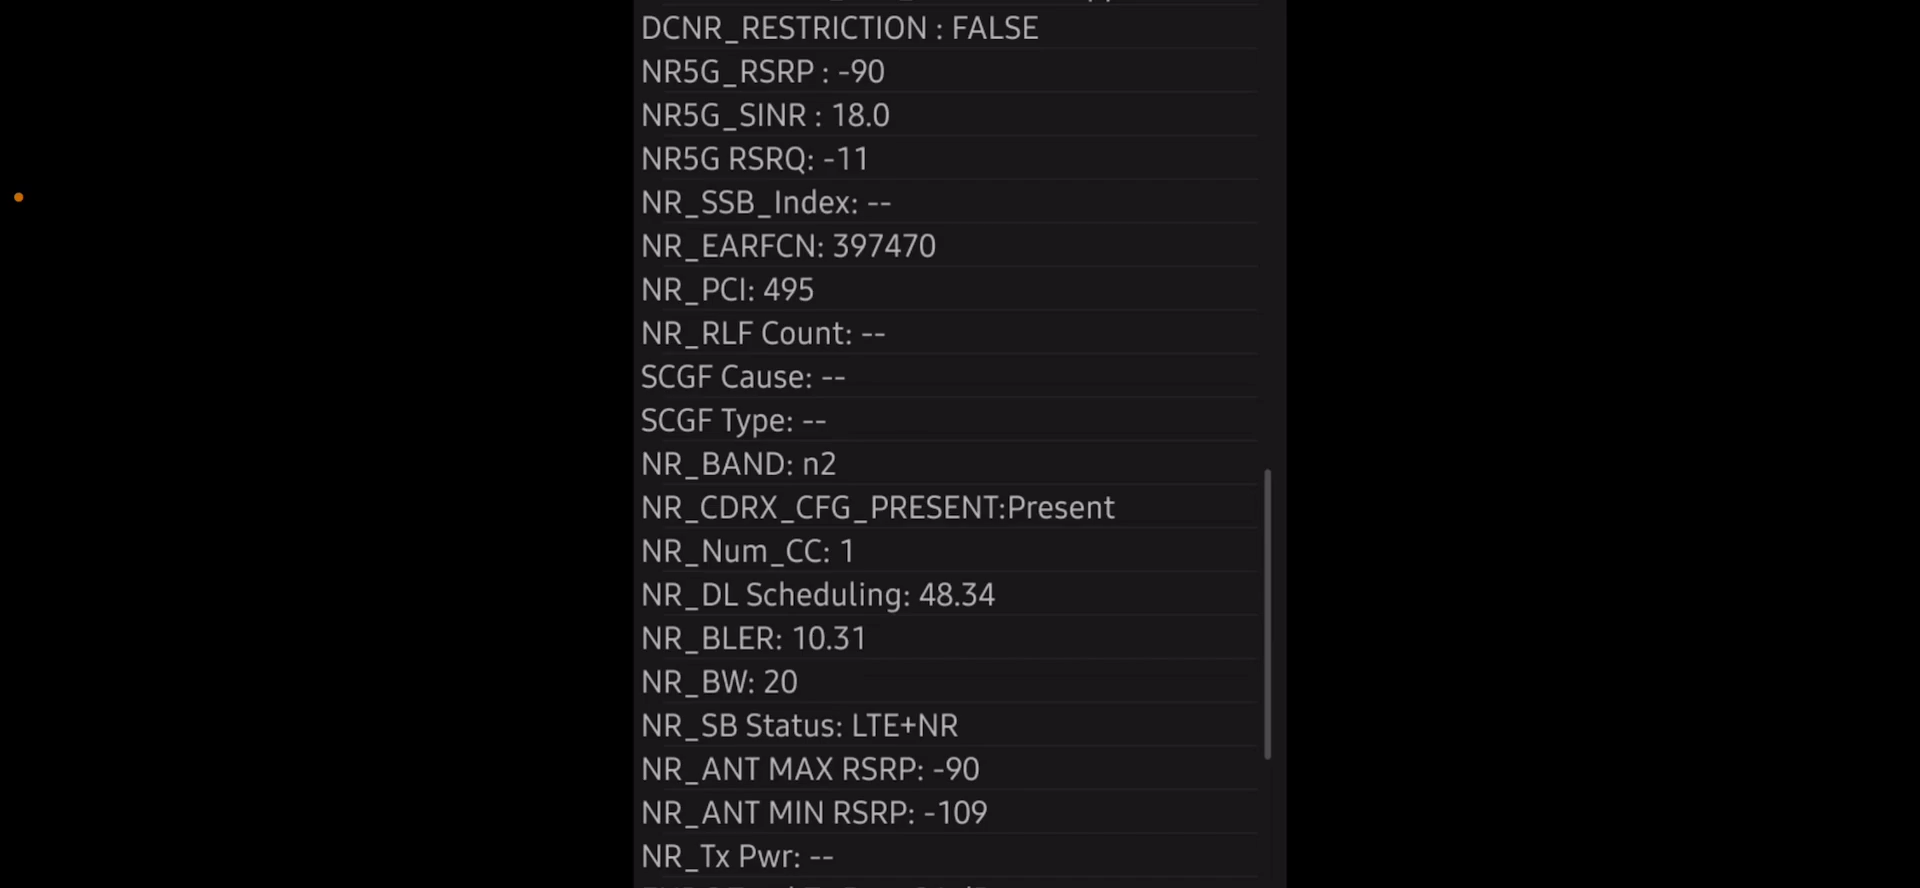 DCNR_RESTRICTION : FALSE
NR5G_RSRP : -90
NR5G_SINR : 18.0
NR5G RSRQ: -11
NR_SSB_Index: --
NR_EARFCN: 397470
NR_PCI: 495
NR_RLF Count: --
SCGF Cause: --
SCGF Type: --
NR_BAND: n2
NR_CDRX_CFG_PRESENT:Present
NR_Num_CC: 1
NR_DL Scheduling: 48.34
NR_BLER: 10.31
NR_BW: 20
NR_SB Status: LTE+NR
NR_ANT MAX RSRP: -90
NR_ANT MIN RSRP: -109
NR_Tx Pwr: --